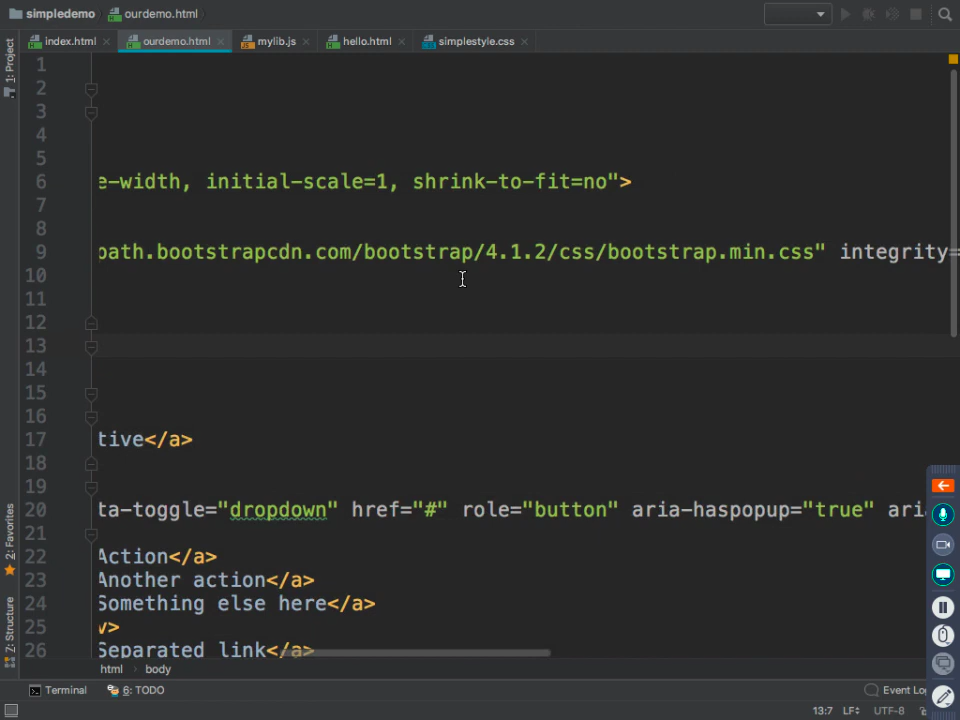 simpledemo ourdemo.html
index.html ourdemo.html mylib.js hello.html simplestyle.css
1: Project
1
2
3
4
5
6 e-width, initial-scale=1, shrink-to-fit=no">
7
8
9 path.bootstrapcdn.com/bootstrap/4.1.2/css/bootstrap.min.css" integrity=
10
11
12
13
14
15
16
17 tive</a>
18
19
20 ta-toggle="dropdown" href="#" role="button" aria-haspopup="true" ari
21
22 Action</a>
23 Another action</a>
24 Something else here</a>
25 v>
26 Separated link</a>
2: Favorites
7: Structure
html › body
Terminal 6: TODO Event Log
13:7 LF÷ UTF-8